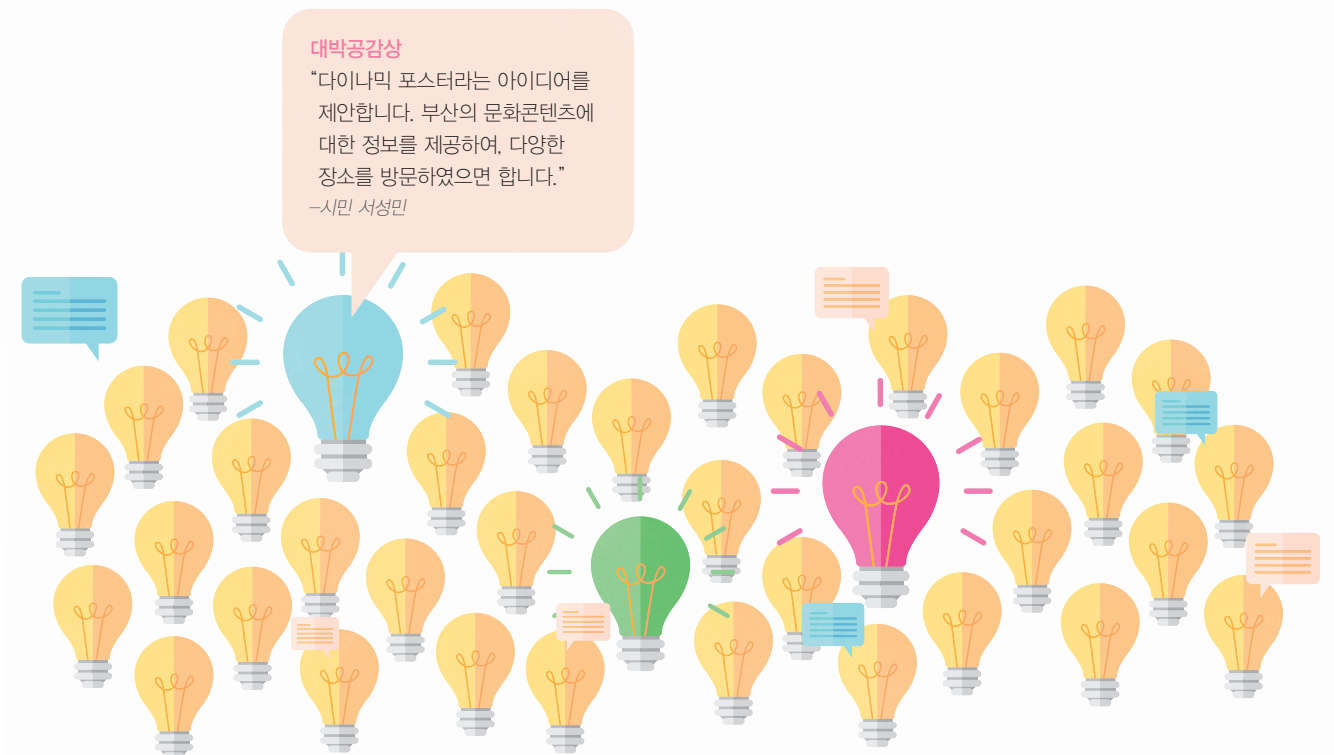 대박공감상
“다이나믹 포스터라는 아이디어를
제안합니다. 부산의 문화콘텐츠에
대한 정보를 제공하여, 다양한
장소를 방문하였으면 합니다.”
–시민 서성민